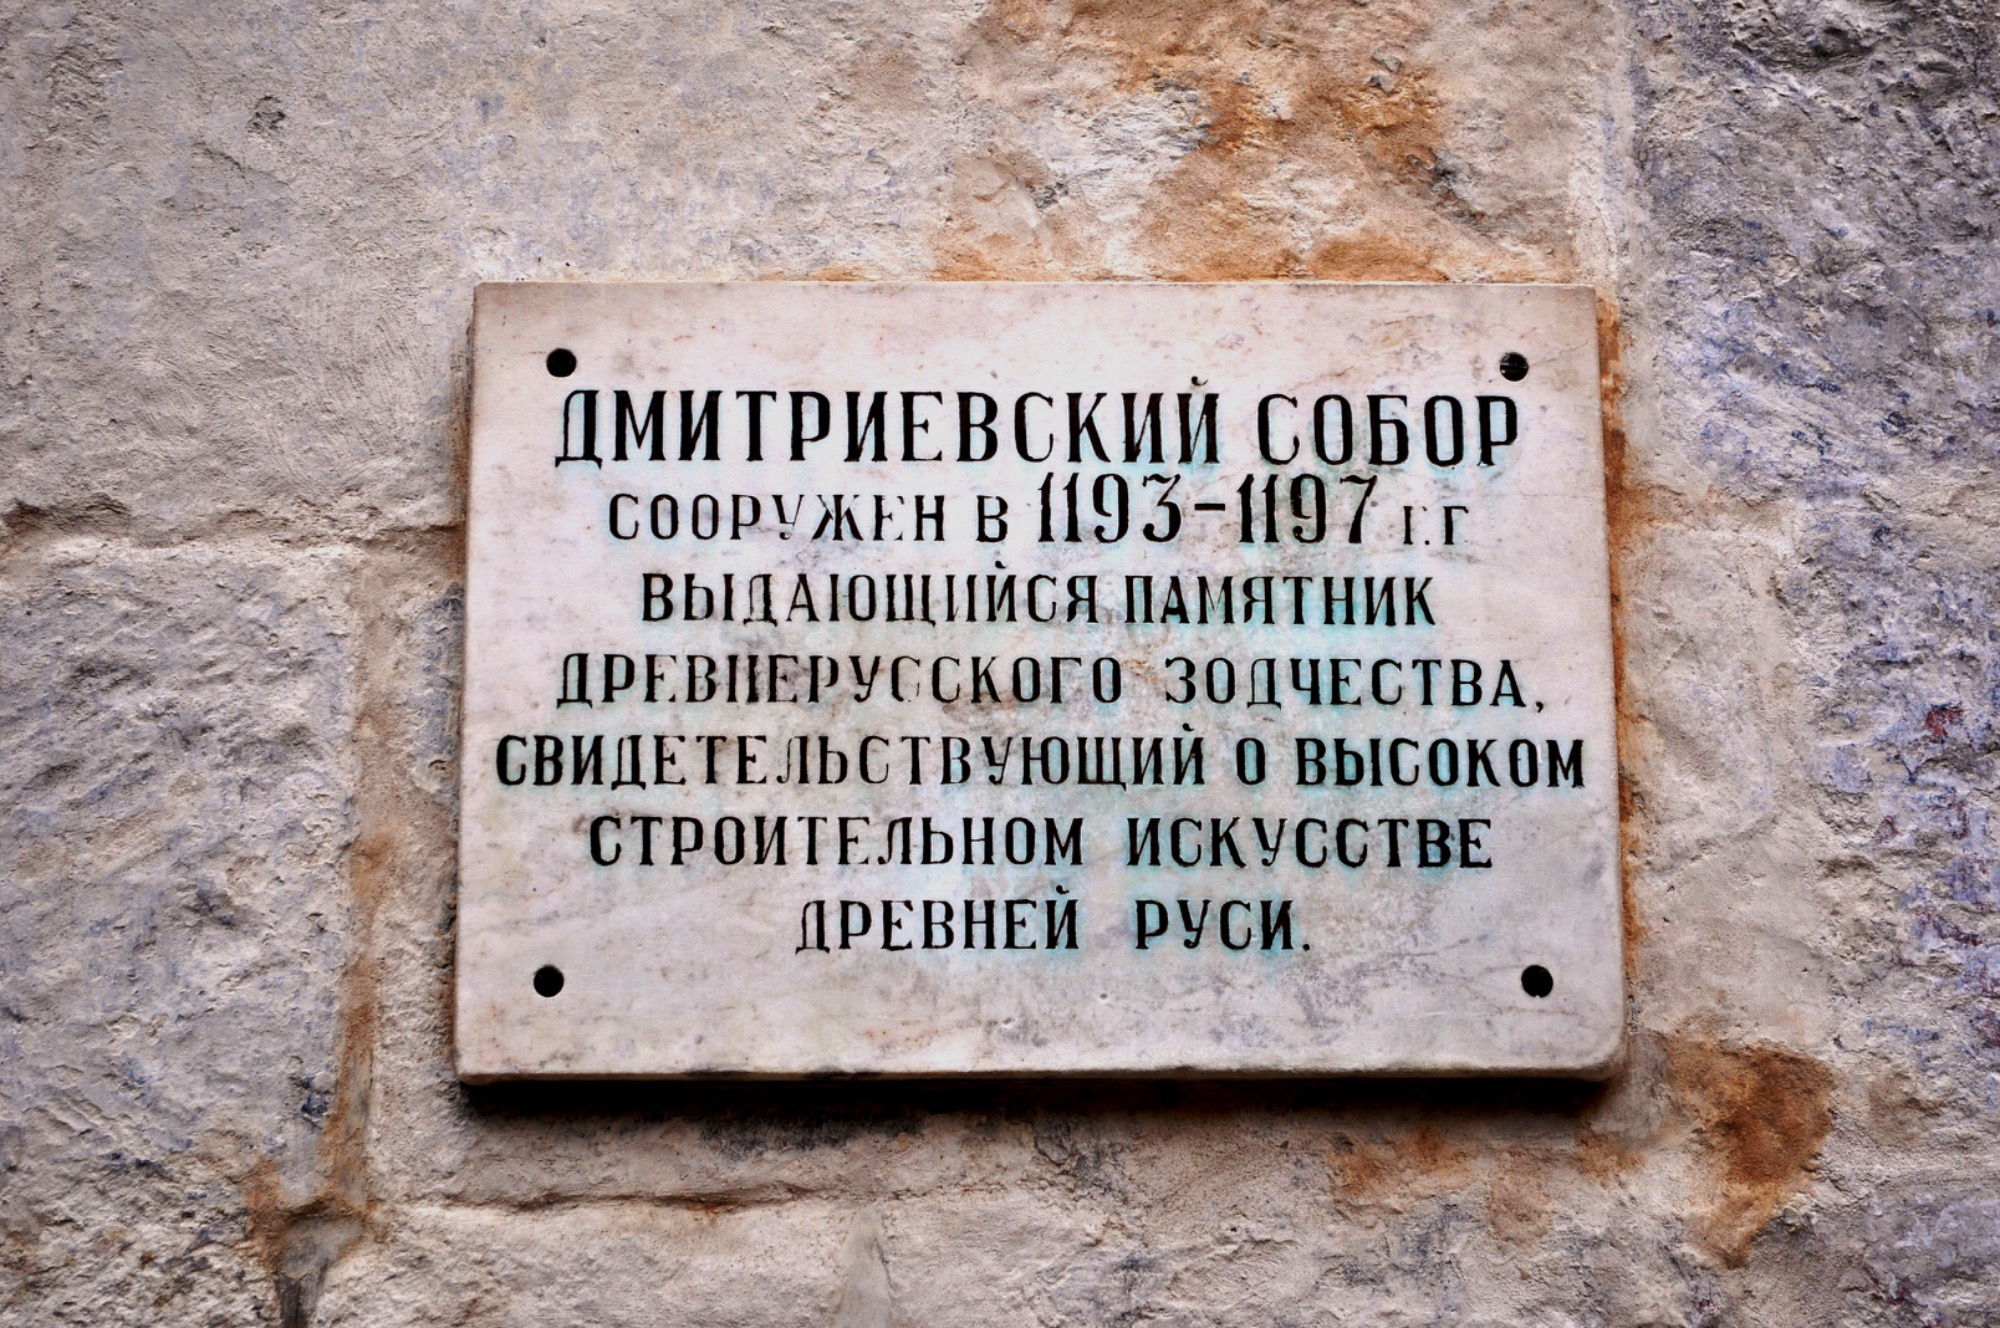 ДМИТРИЕВСКИЙ СОБОР
СООРУЖЕН В 1193-1197 Г.Г
ВЫДАЮЩИЙСЯ ПАМЯТНИК
ДРЕВНЕРУССКОГО ЗОДЧЕСТВА,
СВИДЕТЕЛЬСТВУЮЩИЙ О ВЫСОКОМ
СТРОИТЕЛЬНОМ ИСКУССТВЕ
ДРЕВНЕЙ РУСИ.